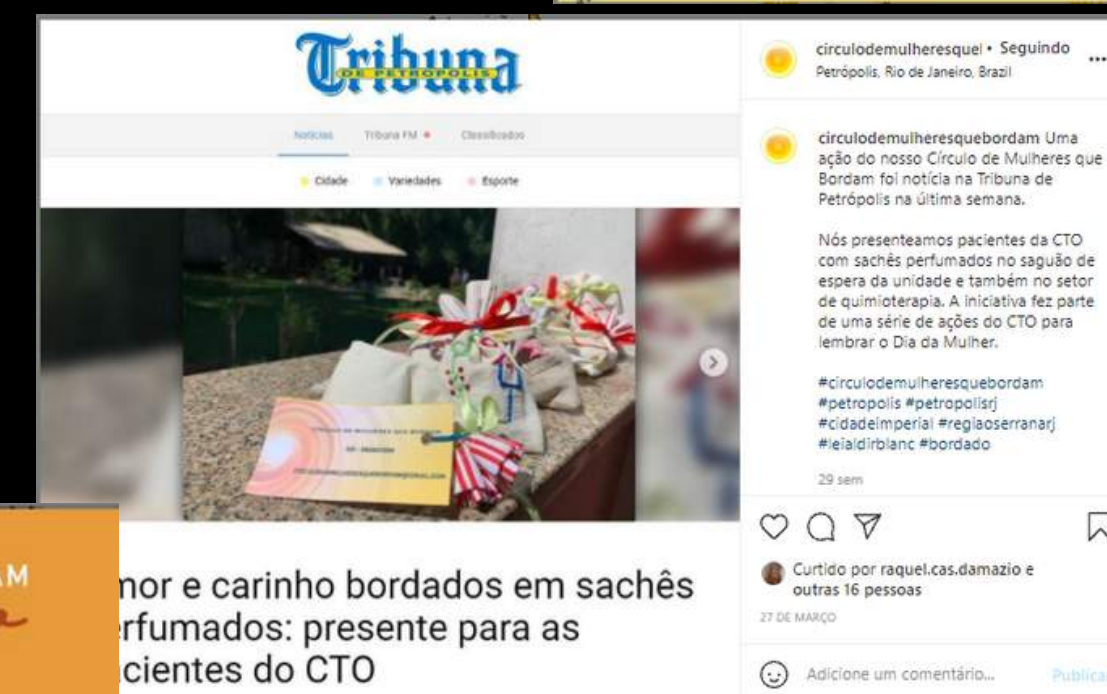 Tribuna
DE PETRÓPOLIS
Notícias Tribuna FM Classificados
Cidade Variedades Esporte
mor e carinho bordados em sachês
erfumados: presente para as
cientes do CTO
AM
circulodemulheresquel • Seguindo
Petrópolis, Rio de Janeiro, Brazil
circulodemulheresquebordam Uma
ação do nosso Círculo de Mulheres que
Bordam foi notícia na Tribuna de
Petrópolis na última semana.
Nós presenteamos pacientes da CTO
com sachês perfumados no saguão de
espera da unidade e também no setor
de quimioterapia. A iniciativa fez parte
de uma série de ações do CTO para
lembrar o Dia da Mulher.
#circulodemulheresquebordam
#petropolis #petropolisrj
#cidadeimperial #regiaoserranarj
#leialdirblanc #bordado
29 sem
Curtido por raquel.cas.damazio e
outras 16 pessoas
27 DE MARÇO
Adicione um comentário... Publica